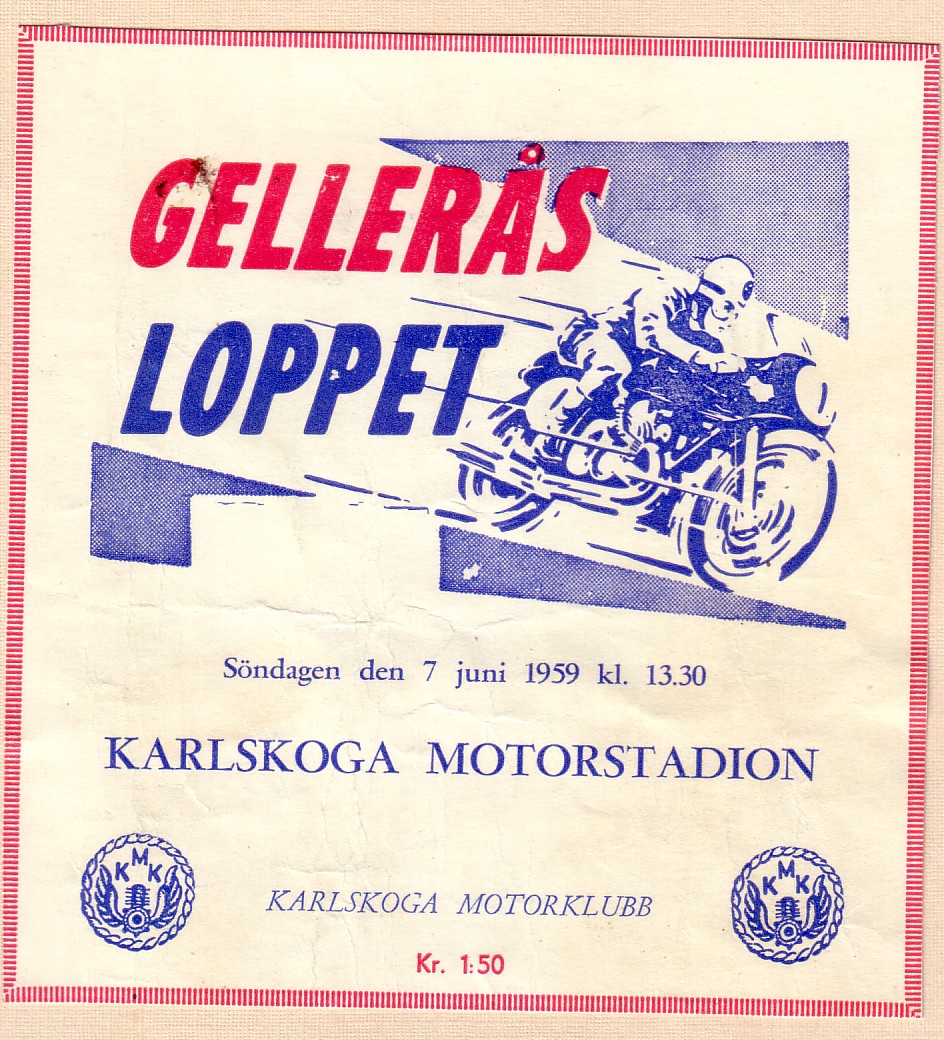 GELLERÅS
LOPPET
Söndagen den 7 juni 1959 kl. 13.30
KARLSKOGA MOTORSTADION
KMK
KMK
KARLSKOGA MOTORKLUBB
Kr. 1:50